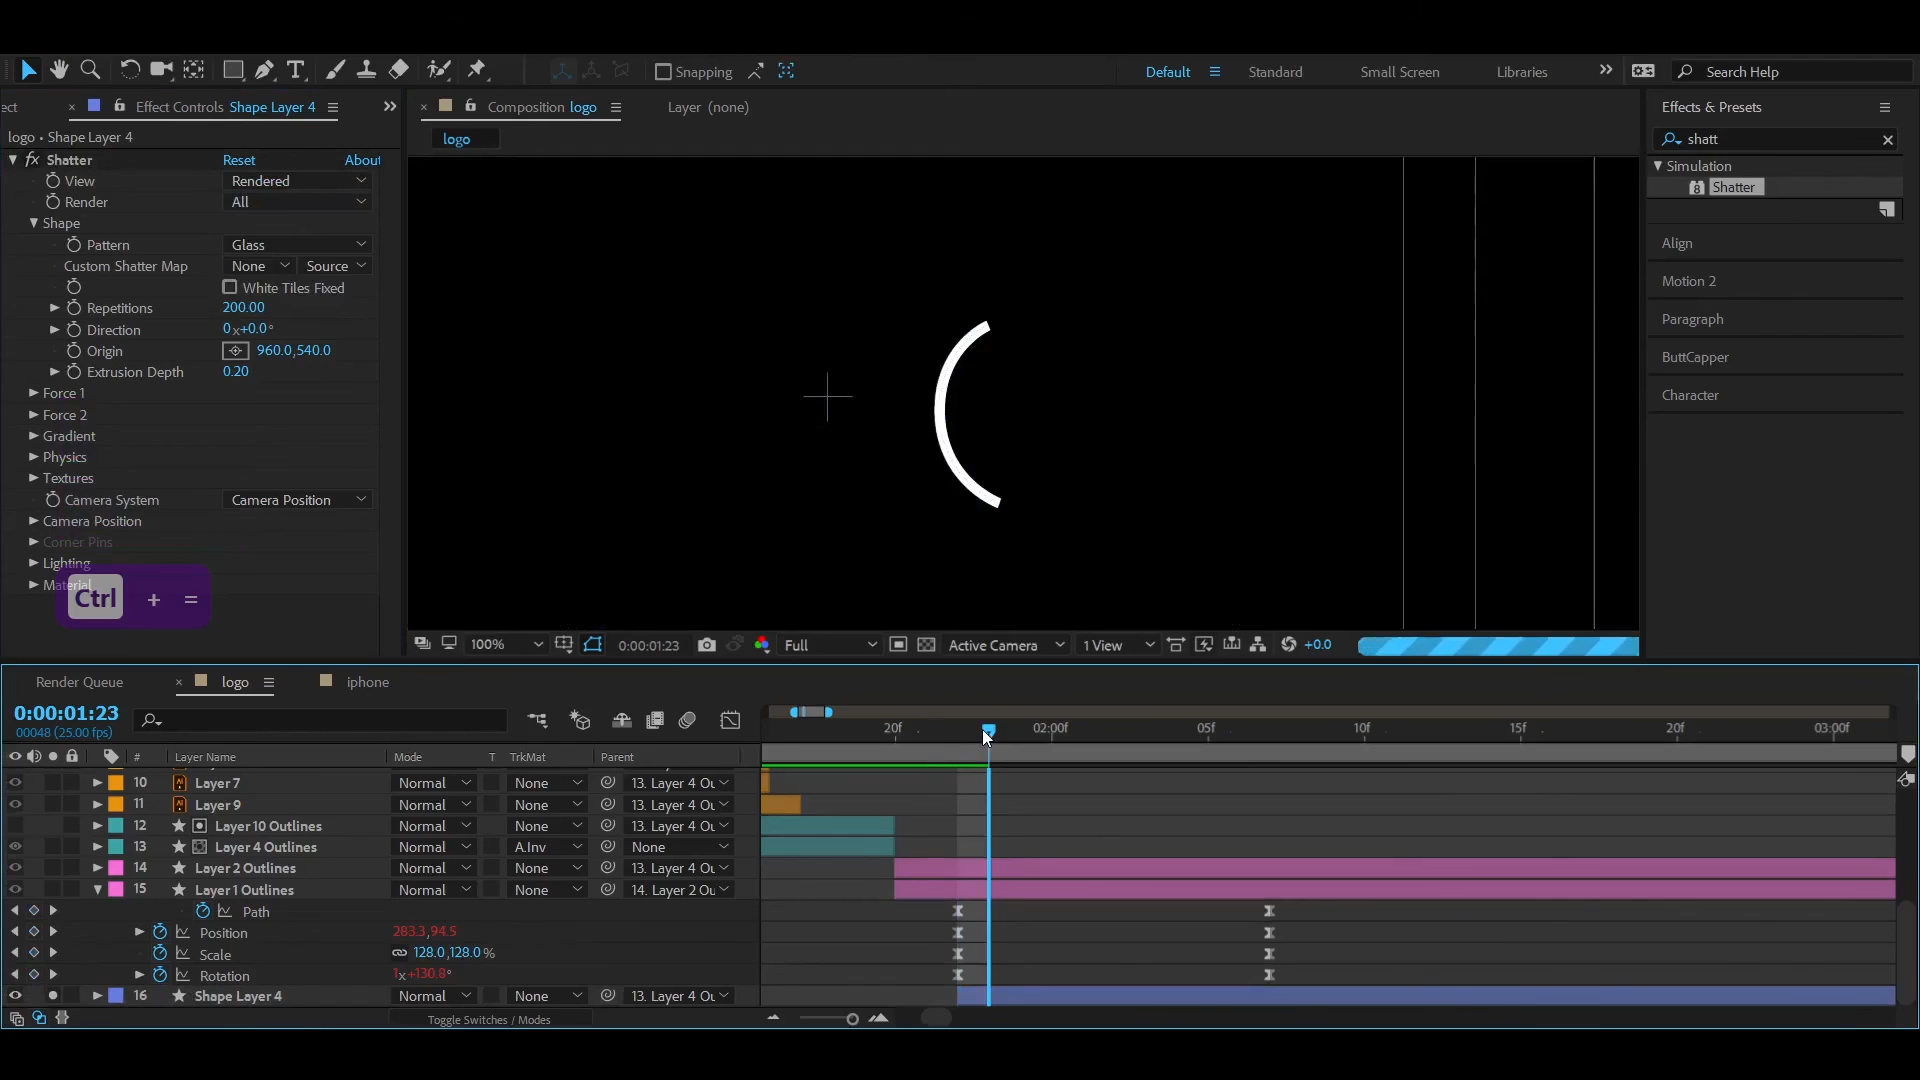 Snapping
Default
Standard
Small Screen
Libraries
Search Help
ect
Effect Controls Shape Layer 4
Composition logo
Layer (none)
Effects & Presets
logo • Shape Layer 4
logo
shatt
fx Shatter
Reset
About
Simulation
View
Rendered
Shatter
Render
All
Shape
Pattern
Glass
Align
Custom Shatter Map
None
Source
White Tiles Fixed
Motion 2
Repetitions
200.00
Direction
0x+0.0°
Paragraph
Origin
960.0,540.0
ButtCapper
Extrusion Depth
0.20
Force 1
Character
Force 2
Gradient
Physics
Textures
Camera System
Camera Position
Camera Position
Corner Pins
Lighting
Material
Ctrl + =
100%
0:00:01:23
Full
Active Camera
1 View
+0.0
Render Queue
logo
iphone
0:00:01:23
00048 (25.00 fps)
20f
02:00f
05f
10f
15f
20f
03:00f
# Layer Name Mode T TrkMat Parent
10 Layer 7 Normal None 13. Layer 4 Ou
11 Layer 9 Normal None 13. Layer 4 Ou
12 Layer 10 Outlines Normal None 13. Layer 4 Ou
13 Layer 4 Outlines Normal A.Inv None
14 Layer 2 Outlines Normal None 13. Layer 4 Ou
15 Layer 1 Outlines Normal None 14. Layer 2 Ou
Path
Position 283.3,94.5
Scale 128.0,128.0 %
Rotation 1x+130.8°
16 Shape Layer 4 Normal None 13. Layer 4 Ou
Toggle Switches / Modes